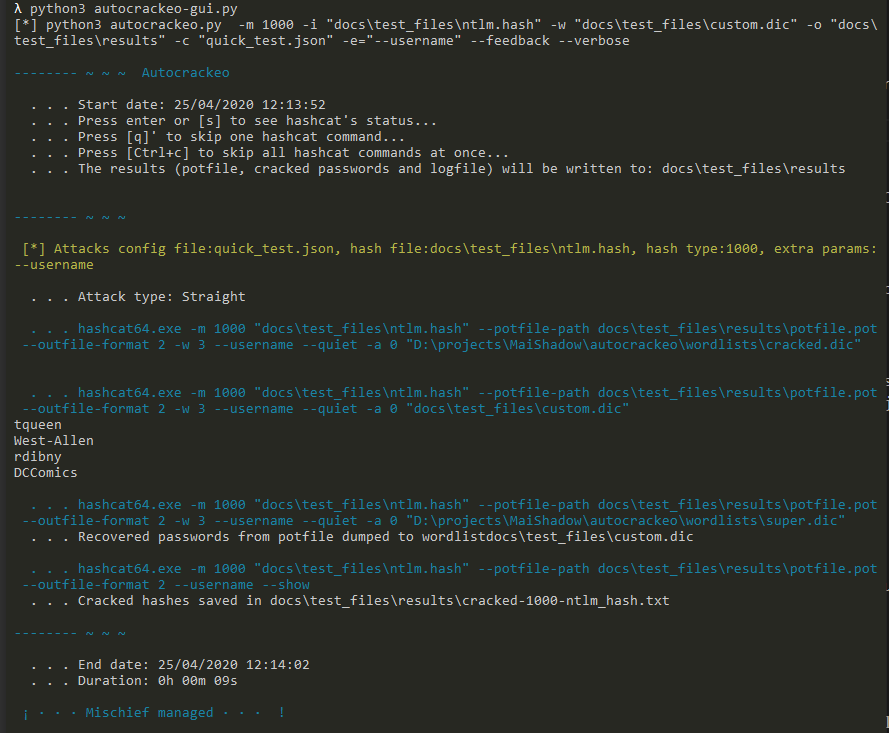 λ python3 autocrackeo-gui.py
[*] python3 autocrackeo.py  -m 1000 -i "docs\test_files\ntlm.hash" -w "docs\test_files\custom.dic" -o "docs\
test_files\results" -c "quick_test.json" -e="--username" --feedback --verbose
-------- ~ ~ ~  Autocrackeo
. . . Start date: 25/04/2020 12:13:52
. . . Press enter or [s] to see hashcat's status...
. . . Press [q]' to skip one hashcat command...
. . . Press [Ctrl+c] to skip all hashcat commands at once...
. . . The results (potfile, cracked passwords and logfile) will be written to: docs\test_files\results
-------- ~ ~ ~
[*] Attacks config file:quick_test.json, hash file:docs\test_files\ntlm.hash, hash type:1000, extra params:
--username
. . . Attack type: Straight
. . . hashcat64.exe -m 1000 "docs\test_files\ntlm.hash" --potfile-path docs\test_files\results\potfile.pot
--outfile-format 2 -w 3 --username --quiet -a 0 "D:\projects\MaiShadow\autocrackeo\wordlists\cracked.dic"
. . . hashcat64.exe -m 1000 "docs\test_files\ntlm.hash" --potfile-path docs\test_files\results\potfile.pot
--outfile-format 2 -w 3 --username --quiet -a 0 "docs\test_files\custom.dic"
tqueen
West-Allen
rdibny
DCComics
. . . hashcat64.exe -m 1000 "docs\test_files\ntlm.hash" --potfile-path docs\test_files\results\potfile.pot
--outfile-format 2 -w 3 --username --quiet -a 0 "D:\projects\MaiShadow\autocrackeo\wordlists\super.dic"
. . . Recovered passwords from potfile dumped to wordlistdocs\test_files\custom.dic
. . . hashcat64.exe -m 1000 "docs\test_files\ntlm.hash" --potfile-path docs\test_files\results\potfile.pot
--outfile-format 2 --username --show
. . . Cracked hashes saved in docs\test_files\results\cracked-1000-ntlm_hash.txt
-------- ~ ~ ~
. . . End date: 25/04/2020 12:14:02
. . . Duration: 0h 00m 09s
¡ · · · Mischief managed · · ·  !